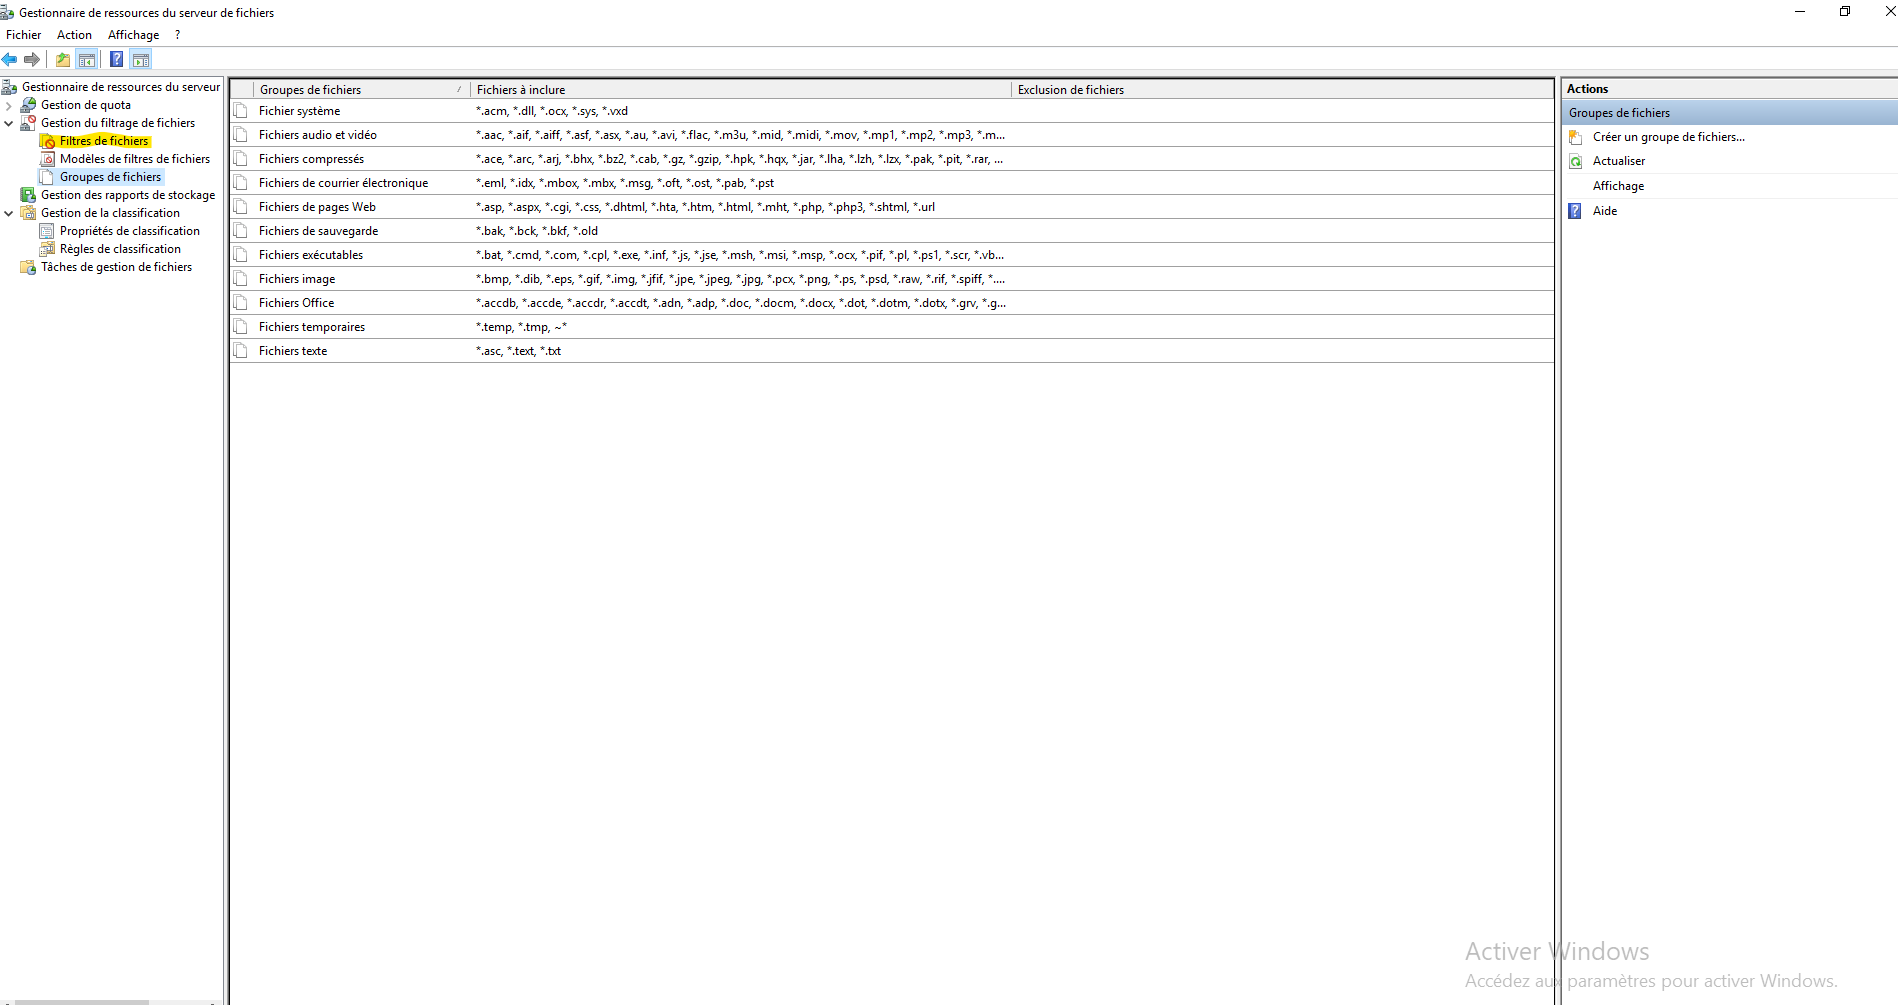 Gestionnaire de ressources du serveur de fichiers
Fichier Action Affichage ?
Gestionnaire de ressources du serveur
Gestion de quota
Gestion du filtrage de fichiers
Filtres de fichiers
Modèles de filtres de fichiers
Groupes de fichiers
Gestion des rapports de stockage
Gestion de la classification
Propriétés de classification
Règles de classification
Tâches de gestion de fichiers
Groupes de fichiers Fichiers à inclure Exclusion de fichiers
Fichier système *.acm, *.dll, *.ocx, *.sys, *.vxd
Fichiers audio et vidéo *.aac, *.aif, *.aiff, *.asf, *.asx, *.au, *.avi, *.flac, *.m3u, *.mid, *.midi, *.mov, *.mp1, *.mp2, *.mp3, *.m...
Fichiers compressés *.ace, *.arc, *.arj, *.bhx, *.bz2, *.cab, *.gz, *.gzip, *.hpk, *.hqx, *.jar, *.lha, *.lzh, *.lzx, *.pak, *.pit, *.rar, ...
Fichiers de courrier électronique *.eml, *.idx, *.mbox, *.mbx, *.msg, *.oft, *.ost, *.pab, *.pst
Fichiers de pages Web *.asp, *.aspx, *.cgi, *.css, *.dhtml, *.hta, *.htm, *.html, *.mht, *.php, *.php3, *.shtml, *.url
Fichiers de sauvegarde *.bak, *.bck, *.bkf, *.old
Fichiers exécutables *.bat, *.cmd, *.com, *.cpl, *.exe, *.inf, *.js, *.jse, *.msh, *.msi, *.msp, *.ocx, *.pif, *.pl, *.ps1, *.scr, *.vb...
Fichiers image *.bmp, *.dib, *.eps, *.gif, *.img, *.jfif, *.jpe, *.jpeg, *.jpg, *.pcx, *.png, *.ps, *.psd, *.raw, *.rif, *.spiff, *....
Fichiers Office *.accdb, *.accde, *.accdr, *.accdt, *.adn, *.adp, *.doc, *.docm, *.docx, *.dot, *.dotm, *.dotx, *.grv, *.g...
Fichiers temporaires *.temp, *.tmp, ~*
Fichiers texte *.asc, *.text, *.txt
Actions
Groupes de fichiers
Créer un groupe de fichiers...
Actualiser
Affichage
Aide
Activer Windows
Accédez aux paramètres pour activer Windows.